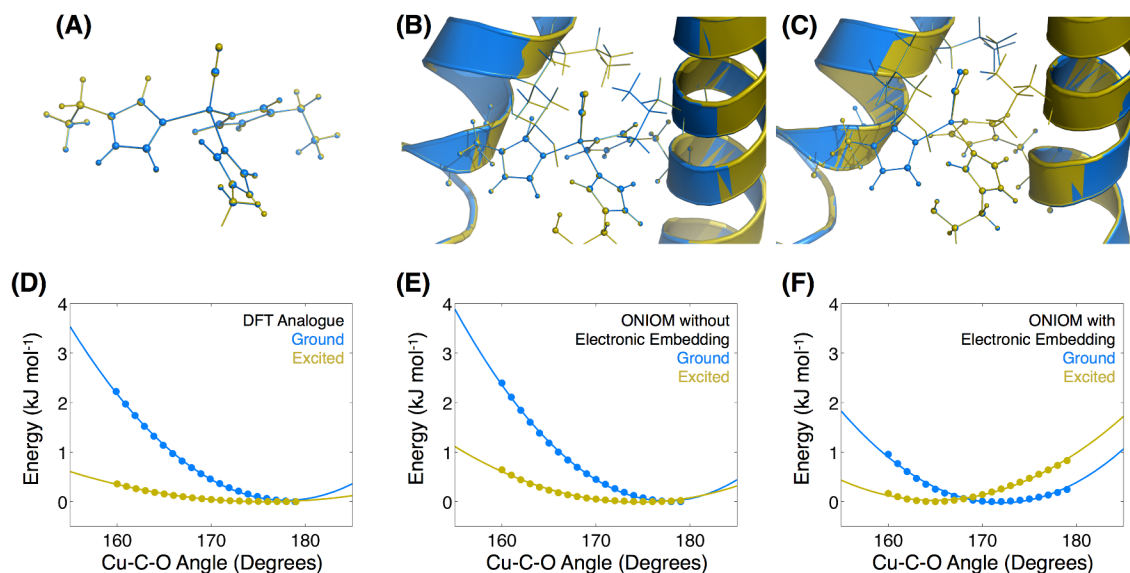 (A)
(B)
(C)
(D)
DFT Analogue
Ground
Excited
Energy (kJ mol⁻¹)
4
3
2
1
0
160
170
180
Cu-C-O Angle (Degrees)
(E)
ONIOM without
Electronic Embedding
Ground
Excited
Energy (kJ mol⁻¹)
4
3
2
1
0
160
170
180
Cu-C-O Angle (Degrees)
(F)
ONIOM with
Electronic Embedding
Ground
Excited
Energy (kJ mol⁻¹)
4
3
2
1
0
160
170
180
Cu-C-O Angle (Degrees)